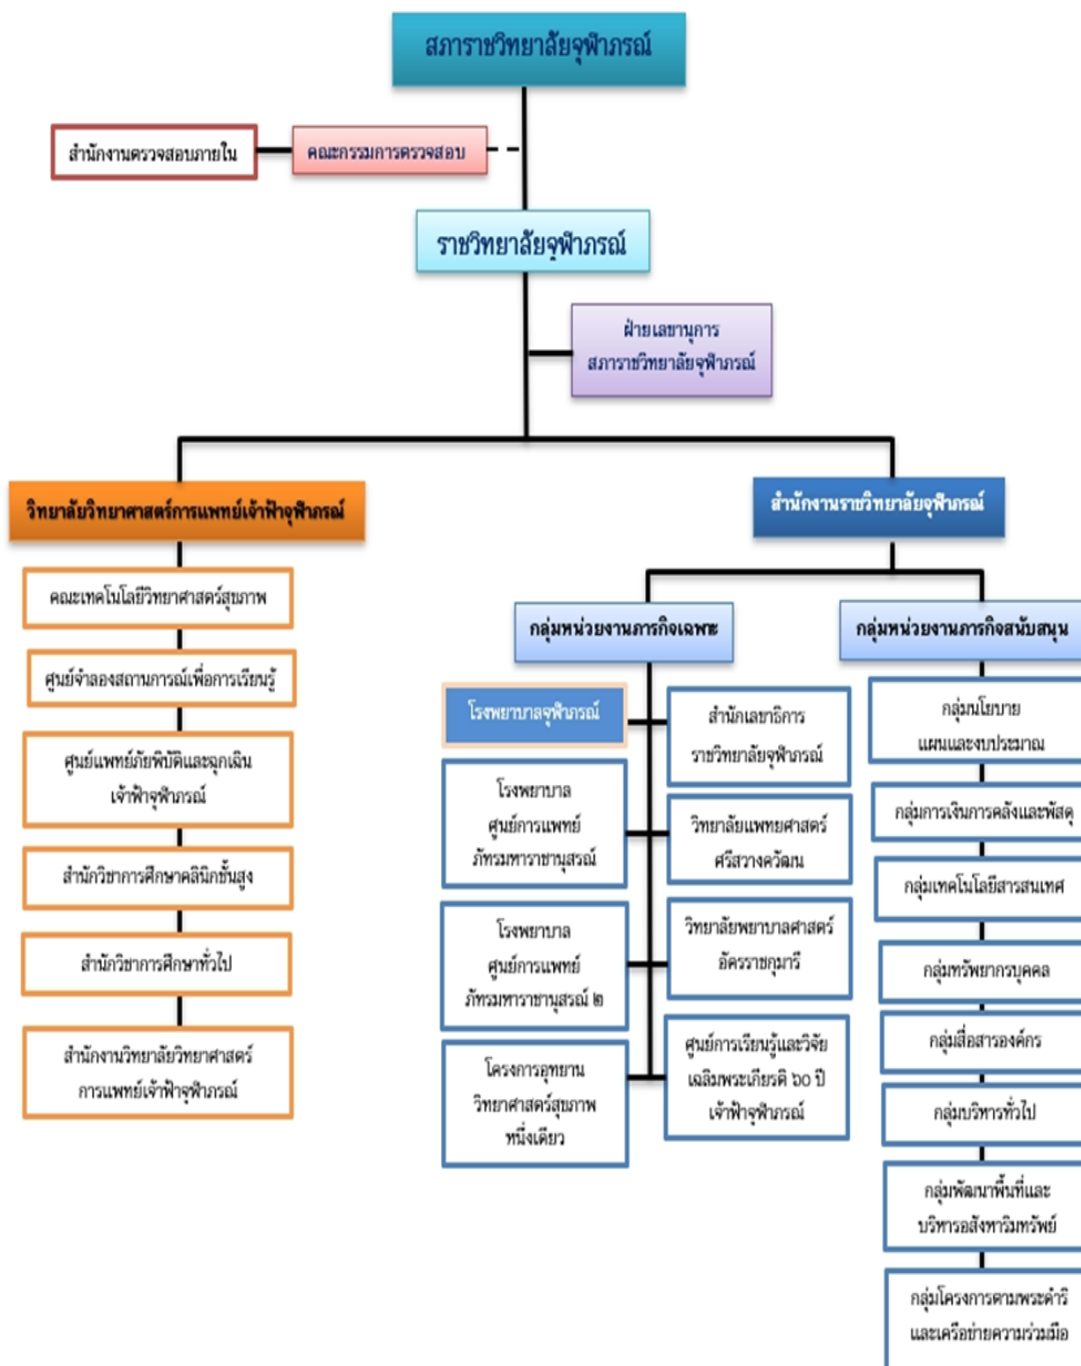 สภาราชวิทยาลัยจุฬาภรณ์
สำนักงานตรวจสอบภายใน
คณะกรรมการตรวจสอบ
ราชวิทยาลัยจุฬาภรณ์
ฝ่ายเลขานุการ
สภาราชวิทยาลัยจุฬาภรณ์
วิทยาลัยวิทยาศาสตร์การแพทย์เจ้าฟ้าจุฬาภรณ์
คณะเทคโนโลยีวิทยาศาสตร์สุขภาพ
ศูนย์จำลองสถานการณ์เพื่อการเรียนรู้
ศูนย์แพทย์ภัยพิบัติและฉุกเฉิน
เจ้าฟ้าจุฬาภรณ์
สำนักวิชาการศึกษาคลินิกชั้นสูง
สำนักวิชาการศึกษาทั่วไป
สำนักงานวิทยาลัยวิทยาศาสตร์
การแพทย์เจ้าฟ้าจุฬาภรณ์
สำนักงานราชวิทยาลัยจุฬาภรณ์
กลุ่มหน่วยงานภารกิจเฉพาะ
โรงพยาบาลจุฬาภรณ์
โรงพยาบาล
ศูนย์การแพทย์
ภัทรมหาราชานุสรณ์
โรงพยาบาล
ศูนย์การแพทย์
ภัทรมหาราชานุสรณ์ ๒
โครงการอุทยาน
วิทยาศาสตร์สุขภาพ
หนึ่งเดียว
สำนักเลขาธิการ
ราชวิทยาลัยจุฬาภรณ์
วิทยาลัยแพทยศาสตร์
ศรีสวางควัฒน
วิทยาลัยพยาบาลศาสตร์
อัครราชกุมารี
ศูนย์การเรียนรู้และวิจัย
เฉลิมพระเกียรติ ๖๐ ปี
เจ้าฟ้าจุฬาภรณ์
กลุ่มหน่วยงานภารกิจสนับสนุน
กลุ่มนโยบาย
แผนและงบประมาณ
กลุ่มการเงินการคลังและพัสดุ
กลุ่มเทคโนโลยีสารสนเทศ
กลุ่มทรัพยากรบุคคล
กลุ่มสื่อสารองค์กร
กลุ่มบริหารทั่วไป
กลุ่มพัฒนาพื้นที่และ
บริหารอสังหาริมทรัพย์
กลุ่มโครงการตามพระดำริ
และเครือข่ายความร่วมมือ